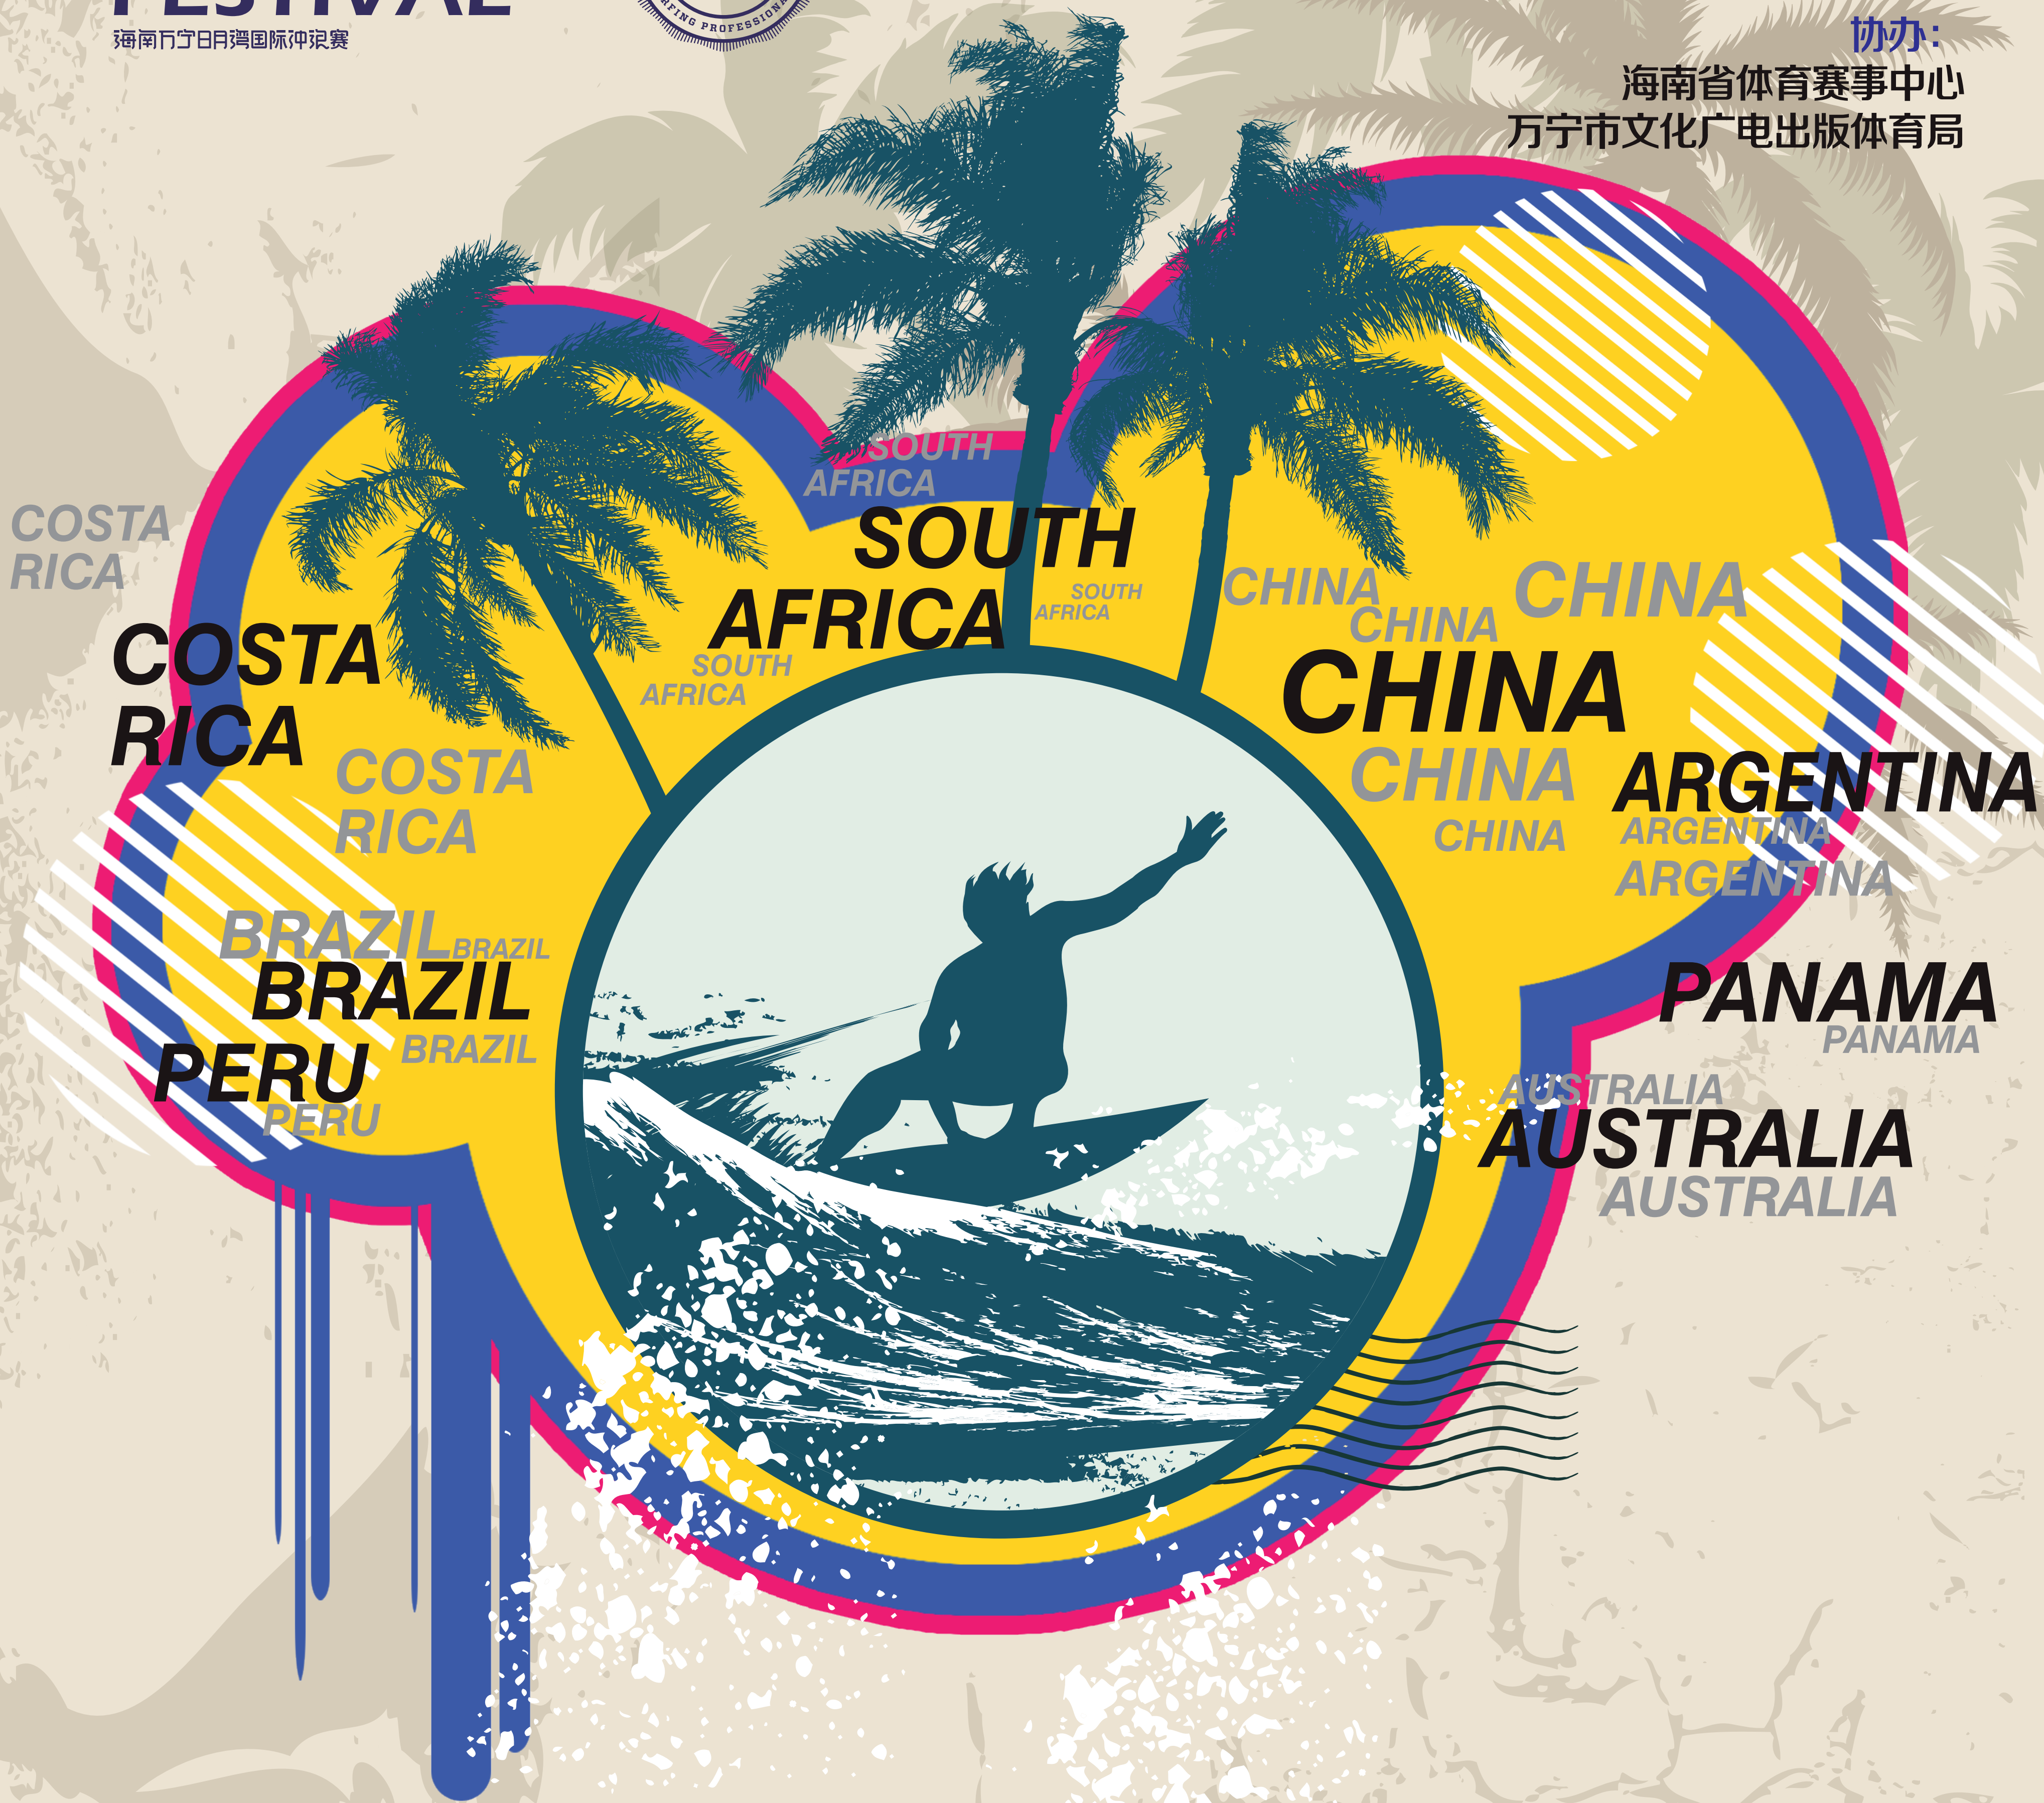 FESTIVAL
海南万宁日月湾国际冲浪赛
RFING PROFESSIONA
协办:
海南省体育赛事中心
万宁市文化广电出版体育局
SOUTH
AFRICA
COSTA
RICA
SOUTH
AFRICA
SOUTH
AFRICA
SOUTH
AFRICA
CHINA
CHINA
CHINA
CHINA
CHINA
CHINA
COSTA
RICA
COSTA
RICA
ARGENTINA
ARGENTINA
ARGENTINA
BRAZIL
BRAZIL
BRAZIL
BRAZIL
PERU
PERU
PANAMA
PANAMA
AUSTRALIA
AUSTRALIA
AUSTRALIA